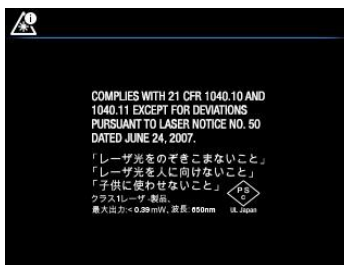 COMPLIES WITH 21 CFR 1040.10 AND
1040.11 EXCEPT FOR DEVIATIONS
PURSUANT TO LASER NOTICE NO. 50
DATED JUNE 24, 2007.
「レーザ光をのぞきこまないこと」
「レーザ光を人に向けないこと」
「子供に使わせないこと」
クラス1レーザ-製品、
最大出力:< 0.39 mW、波長: 650nm
PS
C
UL Japan